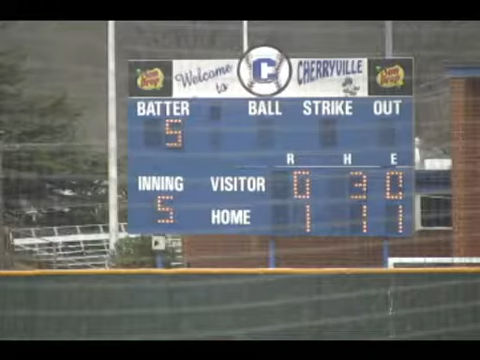 Sun Drop Welcome to C CHERRYVILLE Sun Drop
BATTER BALL STRIKE OUT
5
R H E
INNING VISITOR 0 3 0
5 HOME 1 1 1